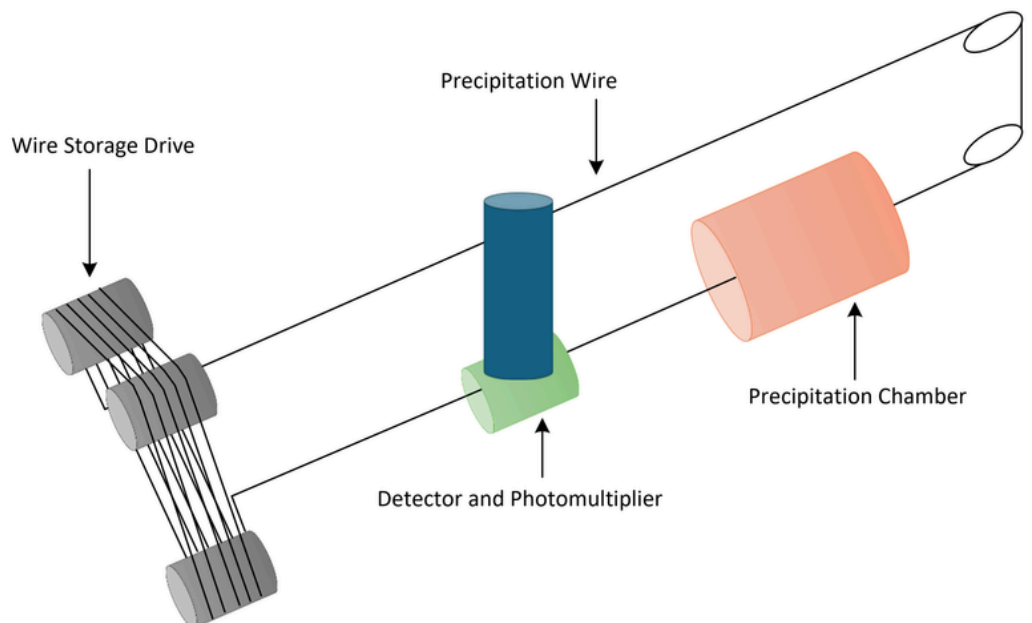 Precipitation Wire
Wire Storage Drive
Precipitation Chamber
Detector and Photomultiplier